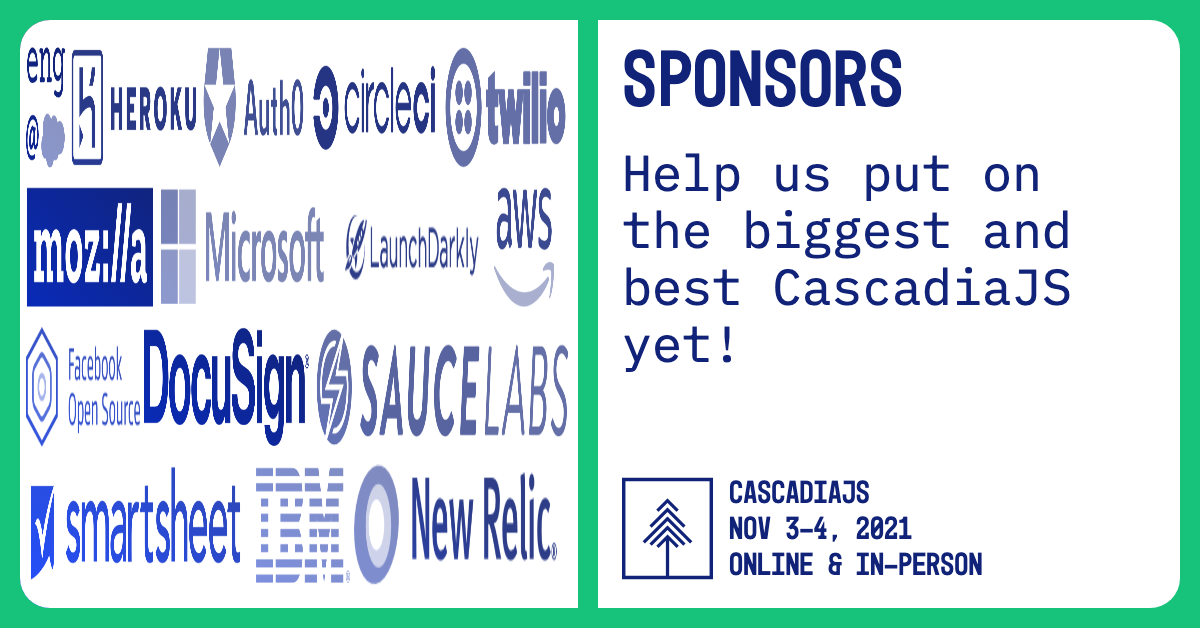 eng
@
HEROKU
Auth0
circleci
twilio
moz://a
Microsoft
LaunchDarkly
aws
Facebook
Open Source
DocuSign®
SAUCELABS
smartsheet
IBM®
New Relic®
SPONSORS
Help us put on
the biggest and
best CascadiaJS
yet!
CASCADIAJS
NOV 3-4, 2021
ONLINE & IN-PERSON